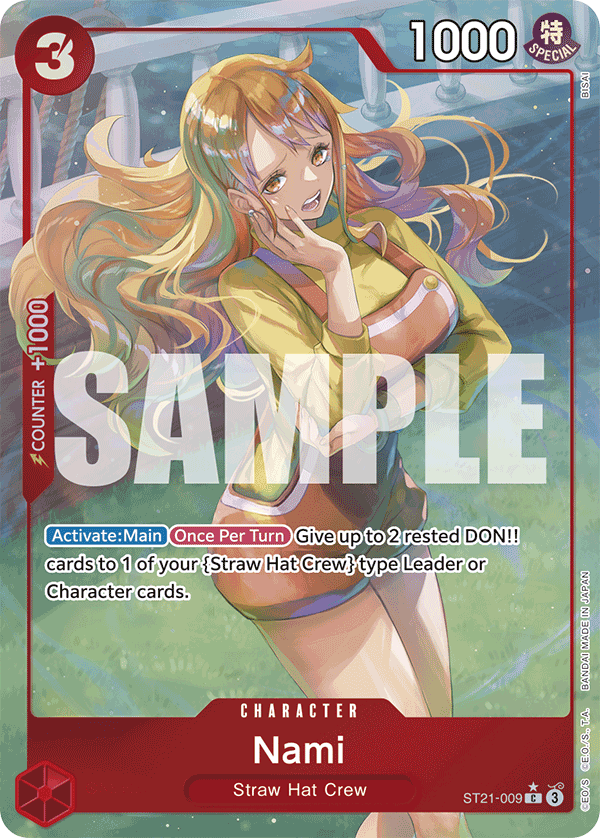 3
1000
特
SPECIAL
BISAI
COUNTER +1000
SAMPLE
Activate:Main Once Per Turn Give up to 2 rested DON!!
cards to 1 of your {Straw Hat Crew} type Leader or
Character cards.
©E.O./S. ©E.O./S., T.A. BANDAI MADE IN JAPAN
CHARACTER
Nami
Straw Hat Crew
ST21-009 C 3